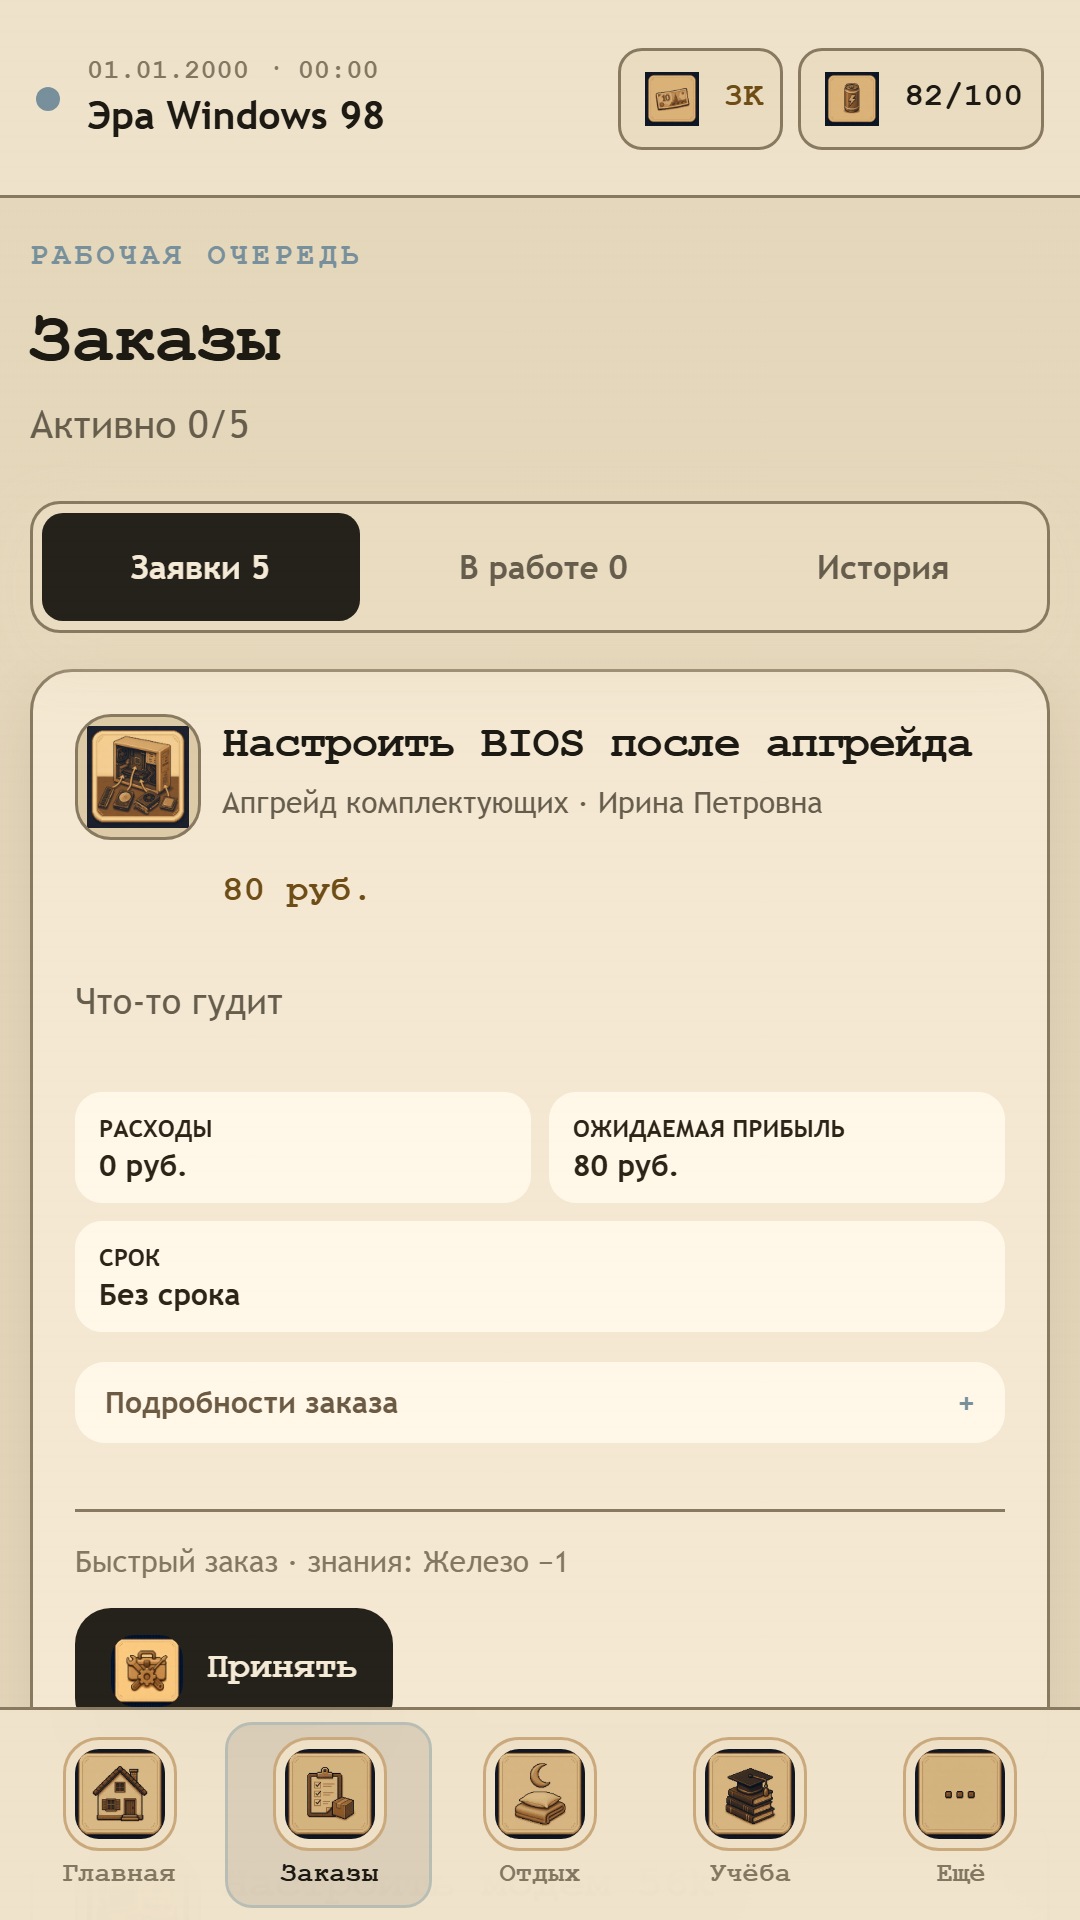 01.01.2000 · 00:00
Эра Windows 98
3К
82/100
РАБОЧАЯ ОЧЕРЕДЬ
Заказы
Активно 0/5
Заявки 5
В работе 0
История
Настроить BIOS после апгрейда
Апгрейд комплектующих · Ирина Петровна
80 руб.
Что-то гудит
РАСХОДЫ
0 руб.
ОЖИДАЕМАЯ ПРИБЫЛЬ
80 руб.
СРОК
Без срока
Подробности заказа
+
Быстрый заказ · знания: Железо −1
Принять
Главная
Заказы
Отдых
Учёба
Ещё